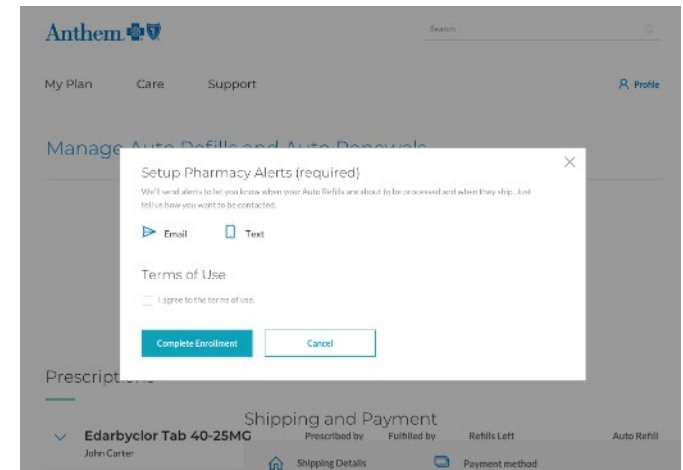 Anthem
Search
My Plan Care Support Profile
Manage Auto Refills and Auto Renewals
Setup Pharmacy Alerts (required)
We'll send alerts to let you know when your Auto Refills are about to be processed and when they ship. Just
tell us how you want to be contacted.
Email Text
Terms of Use
I agree to the terms of use.
Complete Enrollment Cancel
Prescriptions
Shipping and Payment
Edarbyclor Tab 40-25MG Prescribed by Fulfilled by Refills Left Auto Refill
John Carter
Shipping Details Payment method